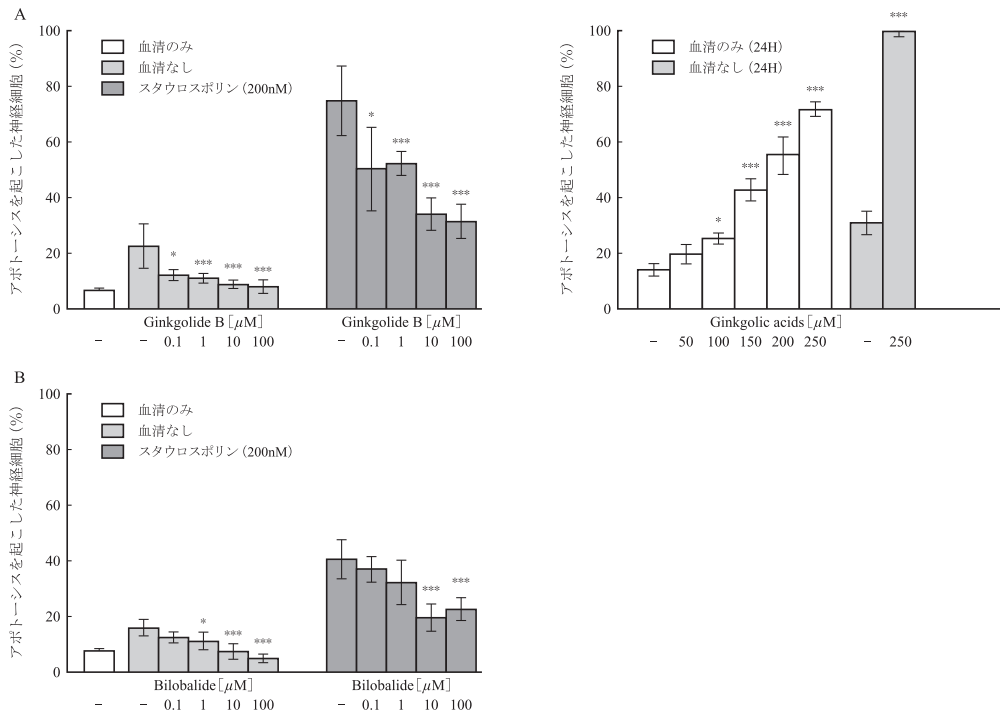 A
アポトーシスを起こした神経細胞 (%)
100
80
60
40
20
0
血清のみ
血清なし
スタウロスポリン (200nM)
*
***
***
***
*
***
***
***
Ginkgolide B [μM]
Ginkgolide B [μM]
– – 0.1 1 10 100 – 0.1 1 10 100
アポトーシスを起こした神経細胞 (%)
100
80
60
40
20
0
血清のみ (24H)
血清なし (24H)
*
***
***
***
***
Ginkgolic acids [μM]
– 50 100 150 200 250 – 250
B
アポトーシスを起こした神経細胞 (%)
100
80
60
40
20
0
血清のみ
血清なし
スタウロスポリン (200nM)
*
***
***
***
***
Bilobalide [μM]
Bilobalide [μM]
– – 0.1 1 10 100 – 0.1 1 10 100